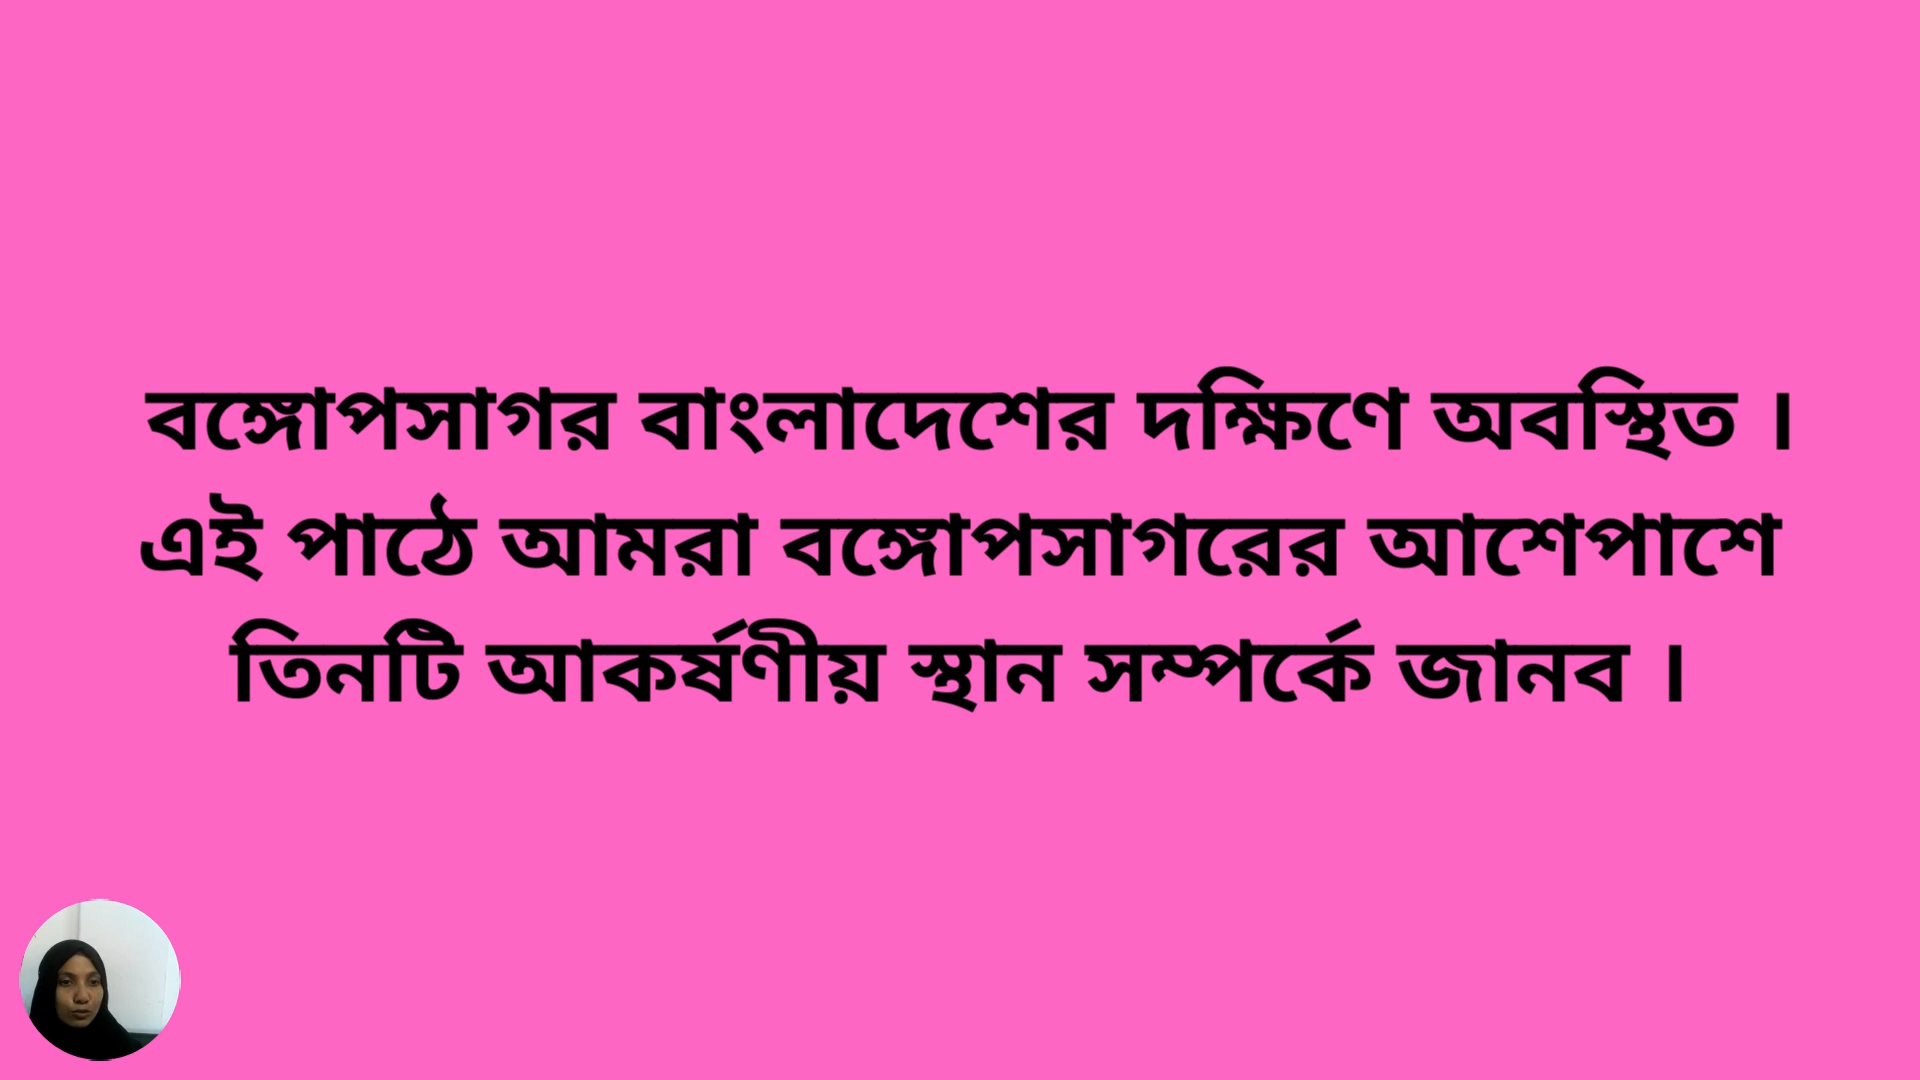 বঙ্গোপসাগর বাংলাদেশের দক্ষিণে অবস্থিত ।
এই পাঠে আমরা বঙ্গোপসাগরের আশেপাশে
তিনটি আকর্ষণীয় স্থান সম্পর্কে জানব ।